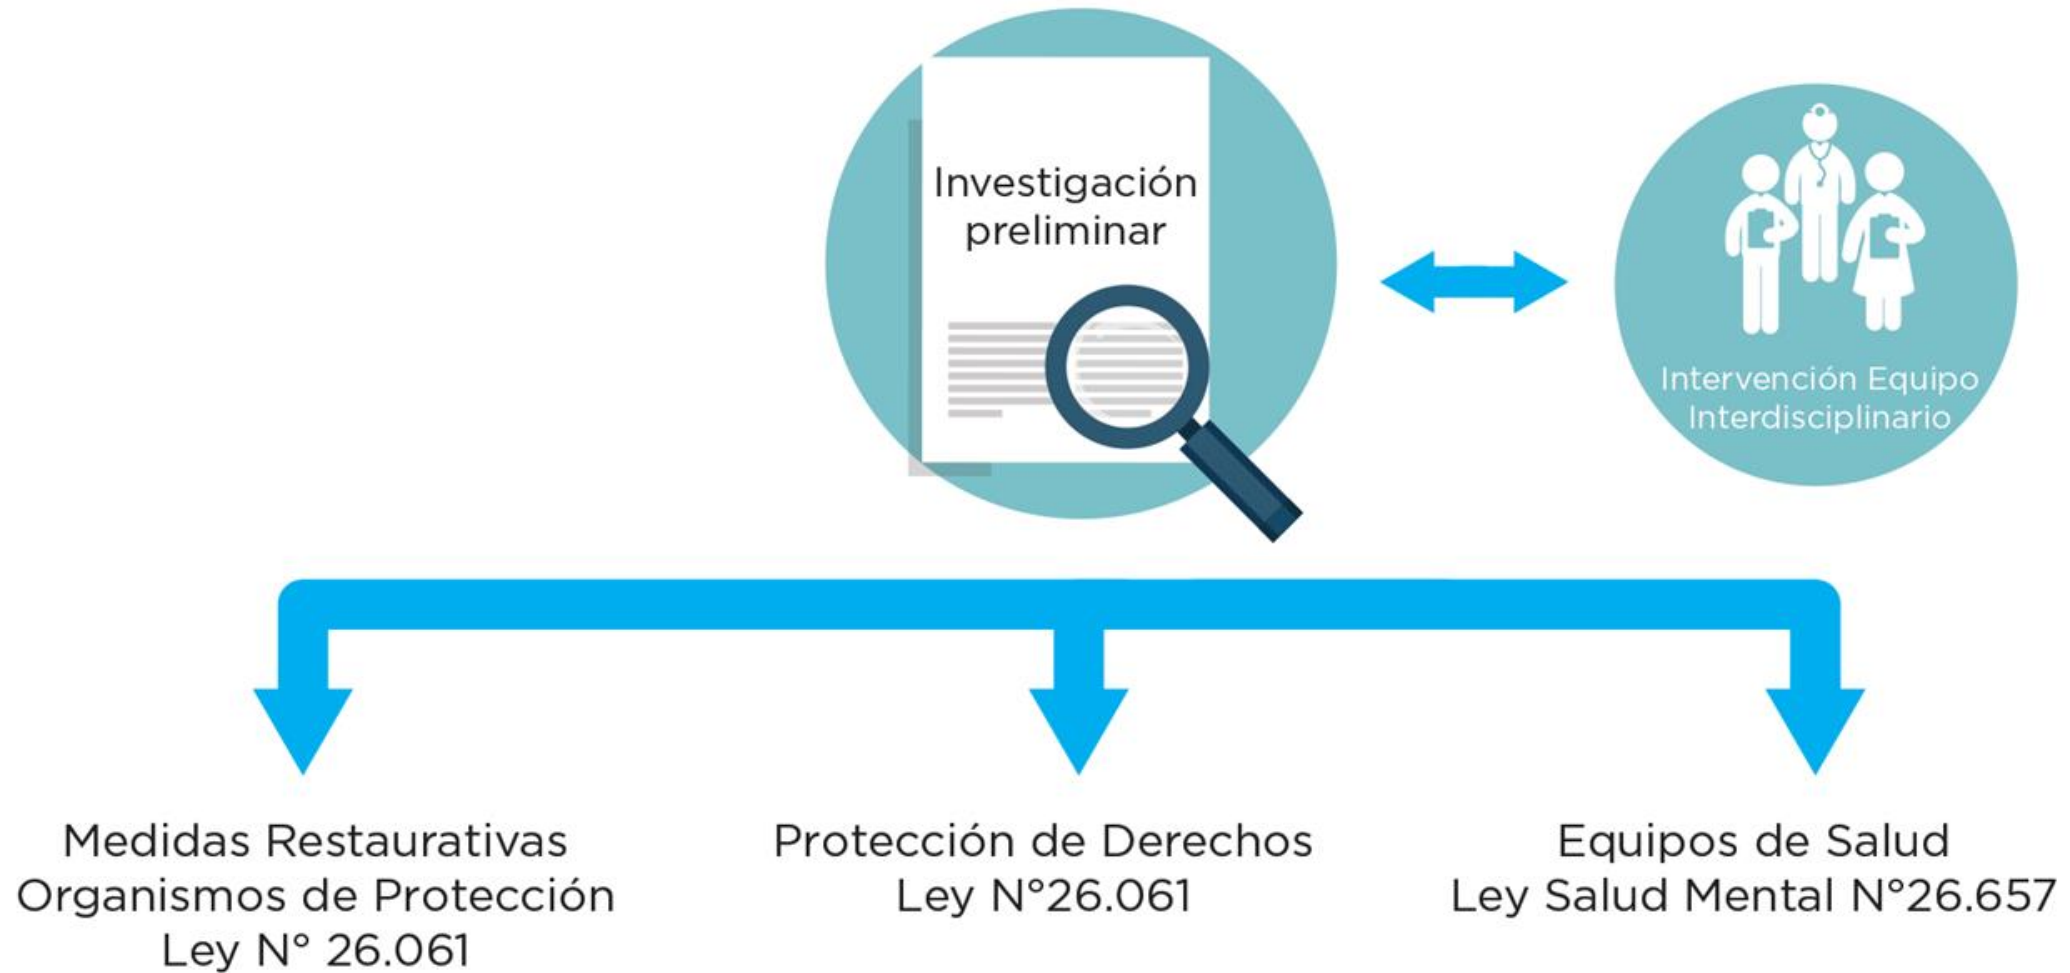 Investigación
preliminar
Intervención Equipo
Interdisciplinario
Medidas Restaurativas
Organismos de Protección
Ley N° 26.061
Protección de Derechos
Ley N°26.061
Equipos de Salud
Ley Salud Mental N°26.657